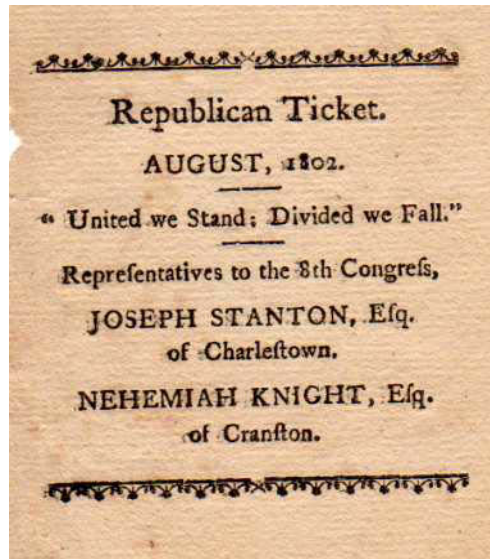 Republican Ticket.
AUGUST, 1802.
“ United we Stand; Divided we Fall.”
Repreſentatives to the 8th Congreſs,
JOSEPH STANTON, Eſq.
of Charleſtown.
NEHEMIAH KNIGHT, Eſq.
of Cranſton.